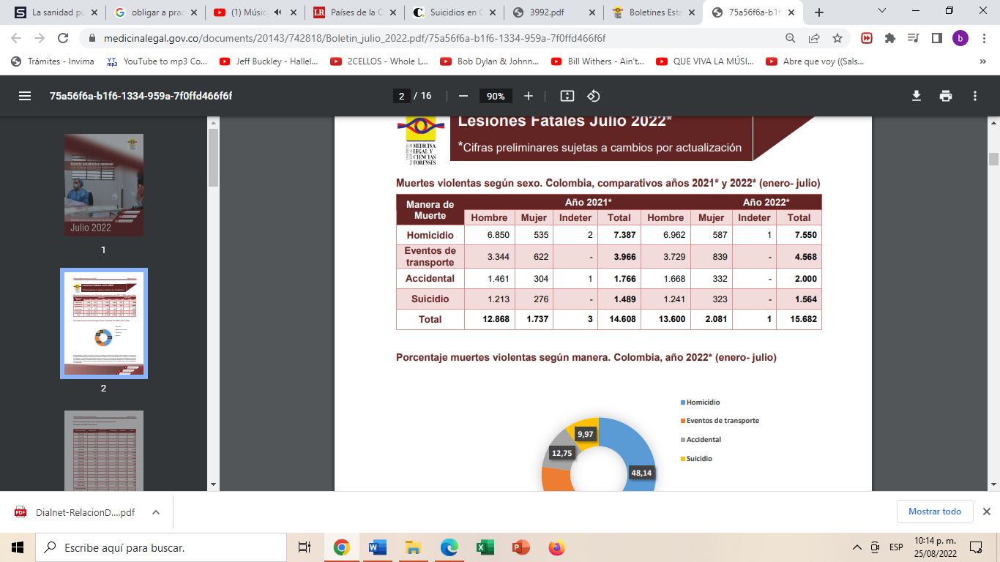 La sanidad pú
obligar a prac
(1) Músic
Países de la C
Suicidios en C
3992.pdf
Boletines Esta
75a56f6a-b1f
medicinalegal.gov.co/documents/20143/742818/Boletin_julio_2022.pdf/75a56f6a-b1f6-1334-959a-7f0ffd466f6f
b
Trámites - Invima
YouTube to mp3 Co...
Jeff Buckley - Hallel...
2CELLOS - Whole L...
Bob Dylan & Johnn...
Bill Withers - Ain't...
QUE VIVA LA MÚSI...
Abre que voy ((Sals...
75a56f6a-b1f6-1334-959a-7f0ffd466f6f
2 / 16
90%
Boletín estadístico mensual
Julio 2022
1
2
Lesiones Fatales Julio 2022*
*Cifras preliminares sujetas a cambios por actualización
INSTITUTO NACIONAL DE
MEDICINA
LEGAL Y
CIENCIAS
FORENSES
Muertes violentas según sexo. Colombia, comparativos años 2021* y 2022* (enero- julio)
Manera de Muerte Año 2021* Año 2022*
Hombre Mujer Indeter Total Hombre Mujer Indeter Total
Homicidio 6.850 535 2 7.387 6.962 587 1 7.550
Eventos de transporte 3.344 622 - 3.966 3.729 839 - 4.568
Accidental 1.461 304 1 1.766 1.668 332 - 2.000
Suicidio 1.213 276 - 1.489 1.241 323 - 1.564
Total 12.868 1.737 3 14.608 13.600 2.081 1 15.682
Porcentaje muertes violentas según manera. Colombia, año 2022* (enero- julio)
Homicidio
Eventos de transporte
Accidental
Suicidio
9,97
12,75
48,14
Dialnet-RelacionD....pdf
Mostrar todo
Escribe aquí para buscar.
ESP
10:14 p. m.
25/08/2022